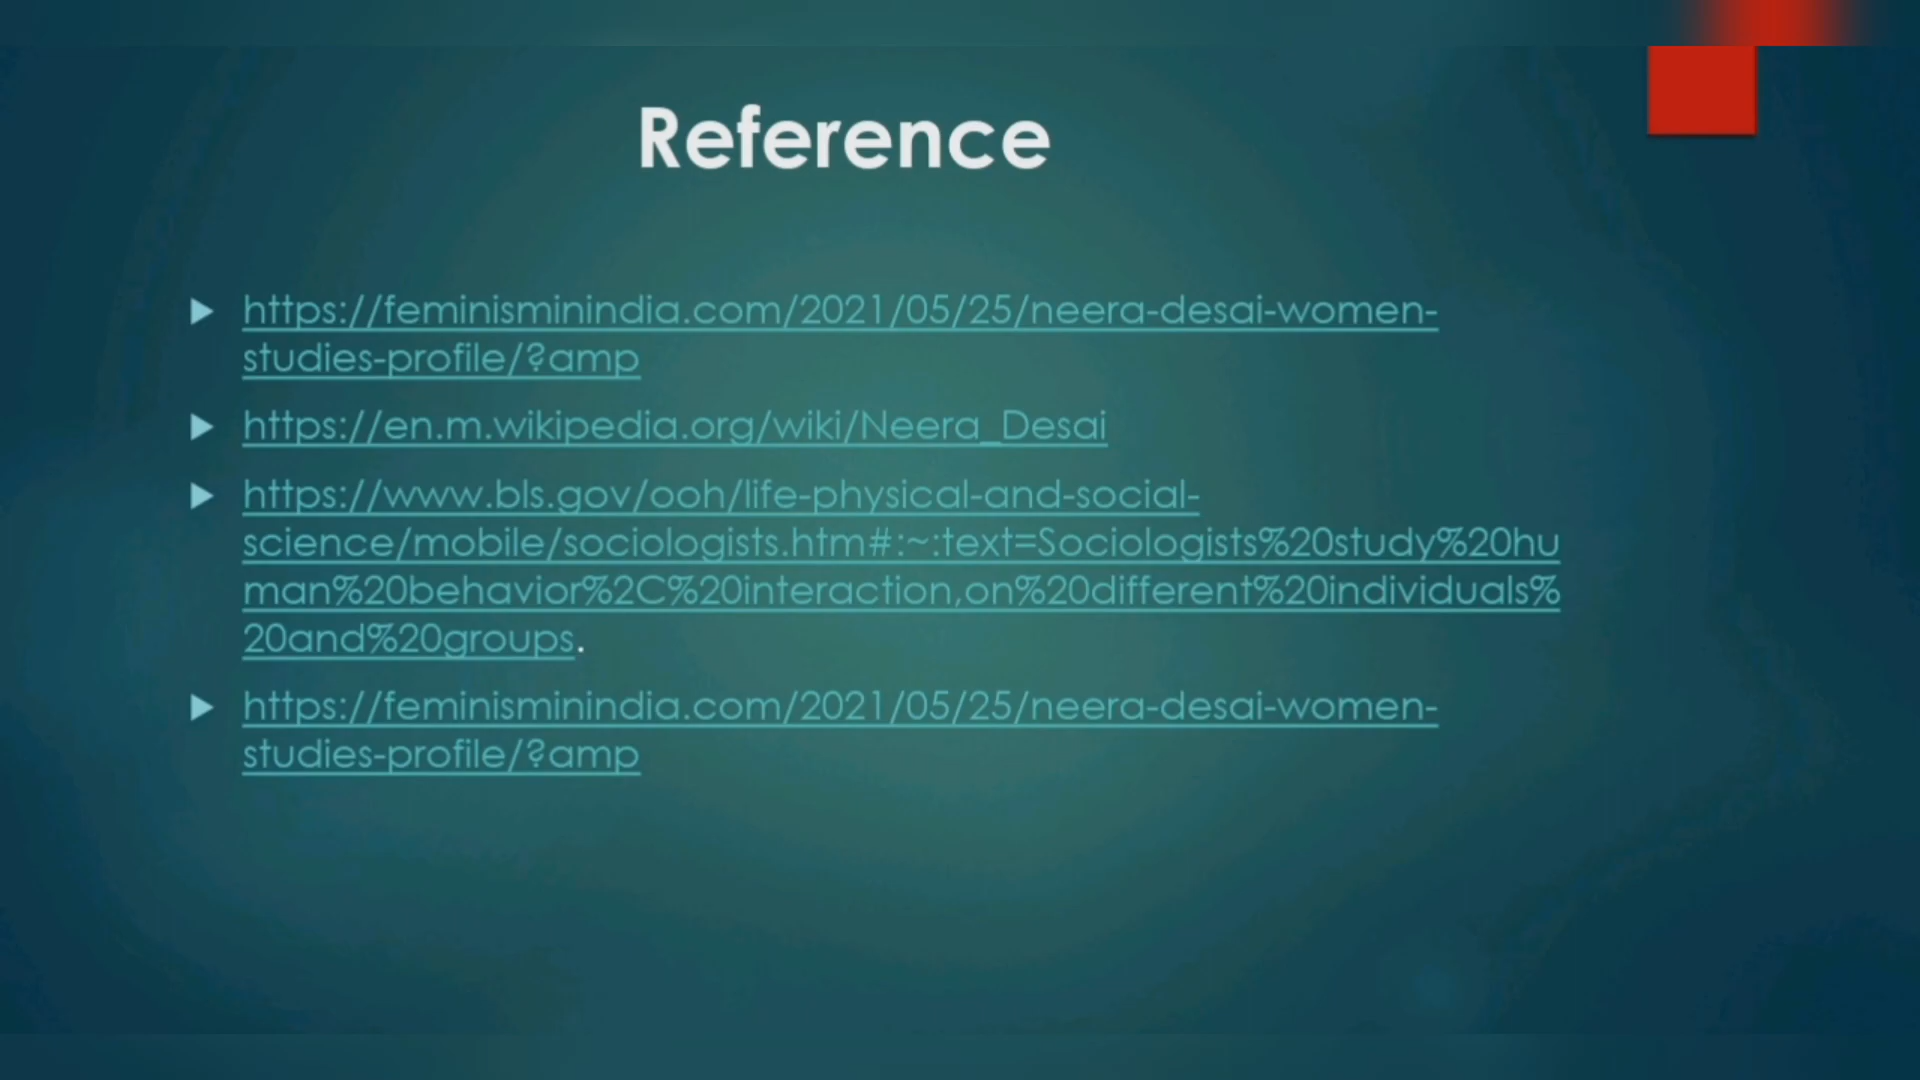 Reference
https://feminisminindia.com/2021/05/25/neera-desai-women-
studies-profile/?amp
https://en.m.wikipedia.org/wiki/Neera_Desai
https://www.bls.gov/ooh/life-physical-and-social-
science/mobile/sociologists.htm#:~:text=Sociologists%20study%20hu
man%20behavior%2C%20interaction,on%20different%20individuals%
20and%20groups.
https://feminisminindia.com/2021/05/25/neera-desai-women-
studies-profile/?amp